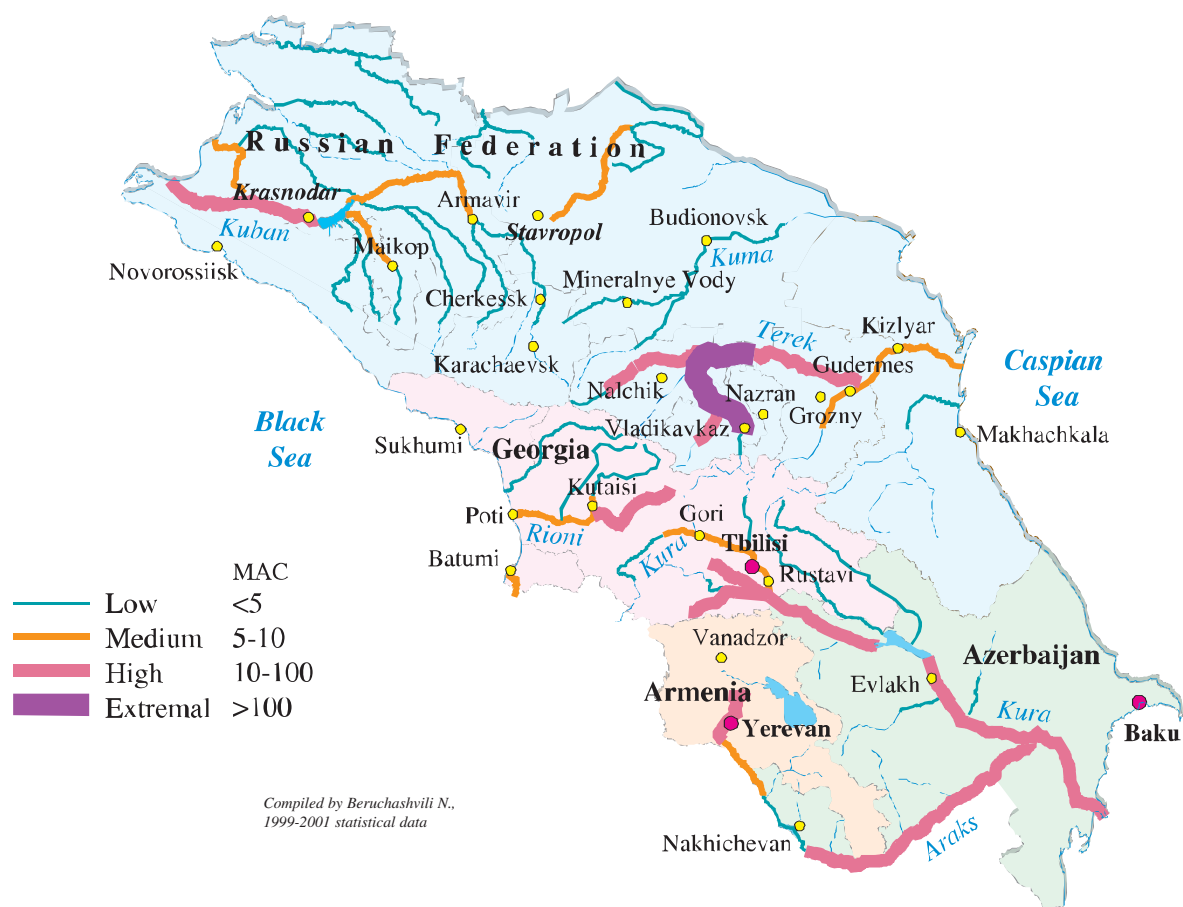 Russian Federation
Krasnodar
Armavir
Kuban
Stavropol
Budionovsk
Maikop
Kuma
Novorossiisk
Mineralnye Vody
Cherkessk
Kizlyar
Terek
Karachaevsk
Gudermes
Caspian
Sea
Nalchik
Nazran
Grozny
Black
Sea
Vladikavkaz
Makhachkala
Sukhumi
Georgia
Kutaisi
Poti
Rioni
Gori
Kura
Tbilisi
Batumi
Rustavi
MAC
Low <5
Medium 5-10
High 10-100
Extremal >100
Vanadzor
Azerbaijan
Evlakh
Armenia
Kura
Yerevan
Baku
Compiled by Beruchashvili N.,
1999-2001 statistical data
Nakhichevan
Araks